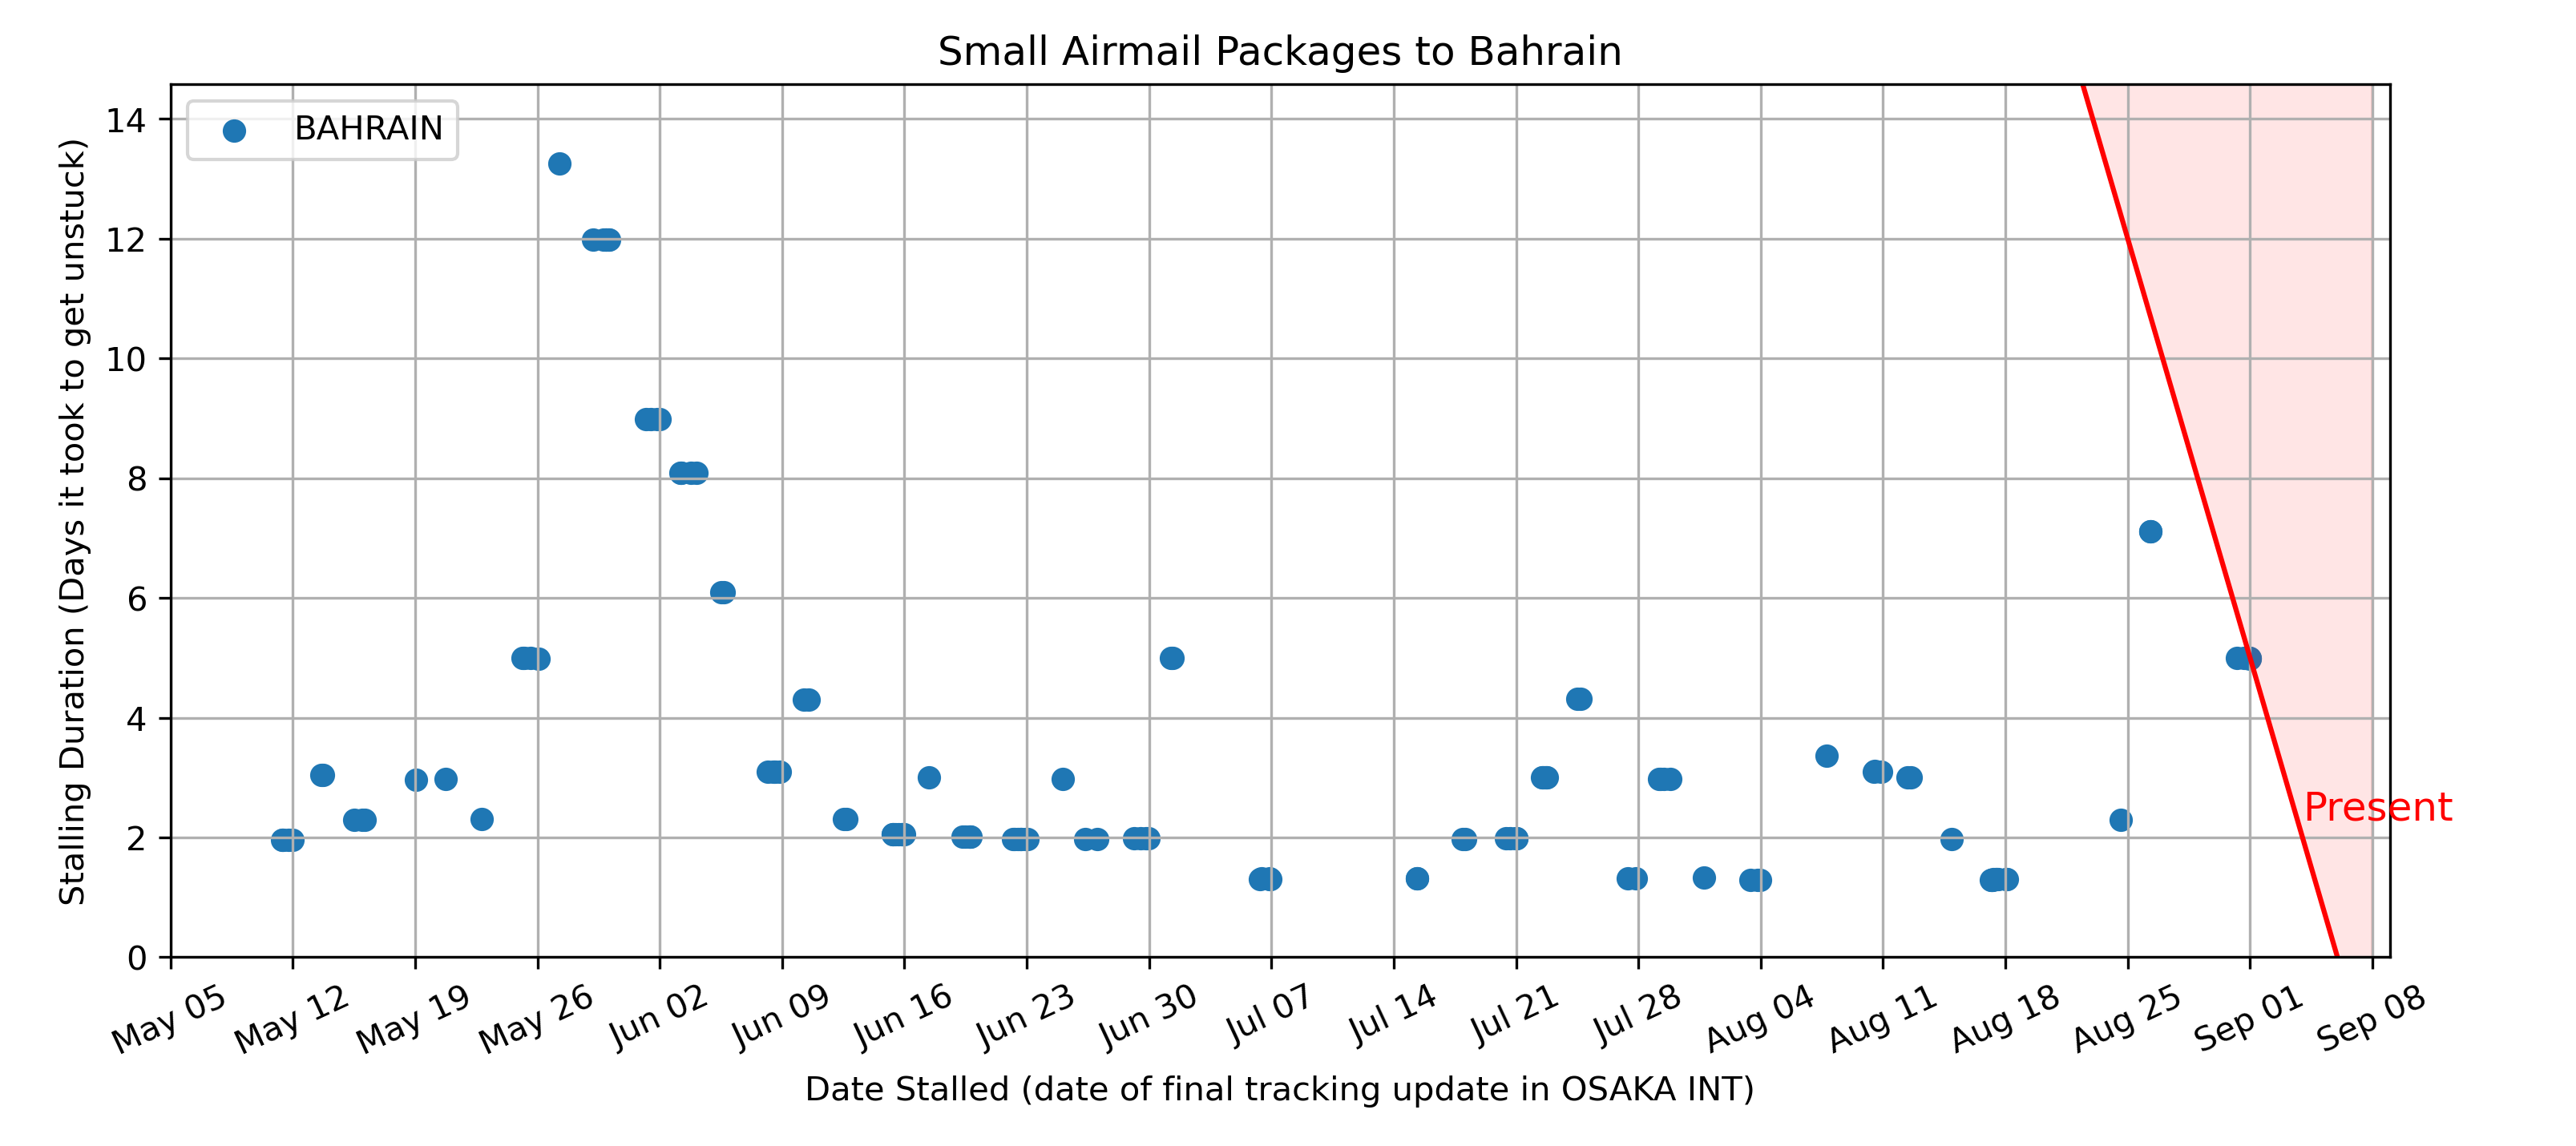 Small Airmail Packages to Bahrain
BAHRAIN
Stalling Duration (Days it took to get unstuck)
14
12
10
8
6
4
2
0
Present
May 05
May 12
May 19
May 26
Jun 02
Jun 09
Jun 16
Jun 23
Jun 30
Jul 07
Jul 14
Jul 21
Jul 28
Aug 04
Aug 11
Aug 18
Aug 25
Sep 01
Sep 08
Date Stalled (date of final tracking update in OSAKA INT)